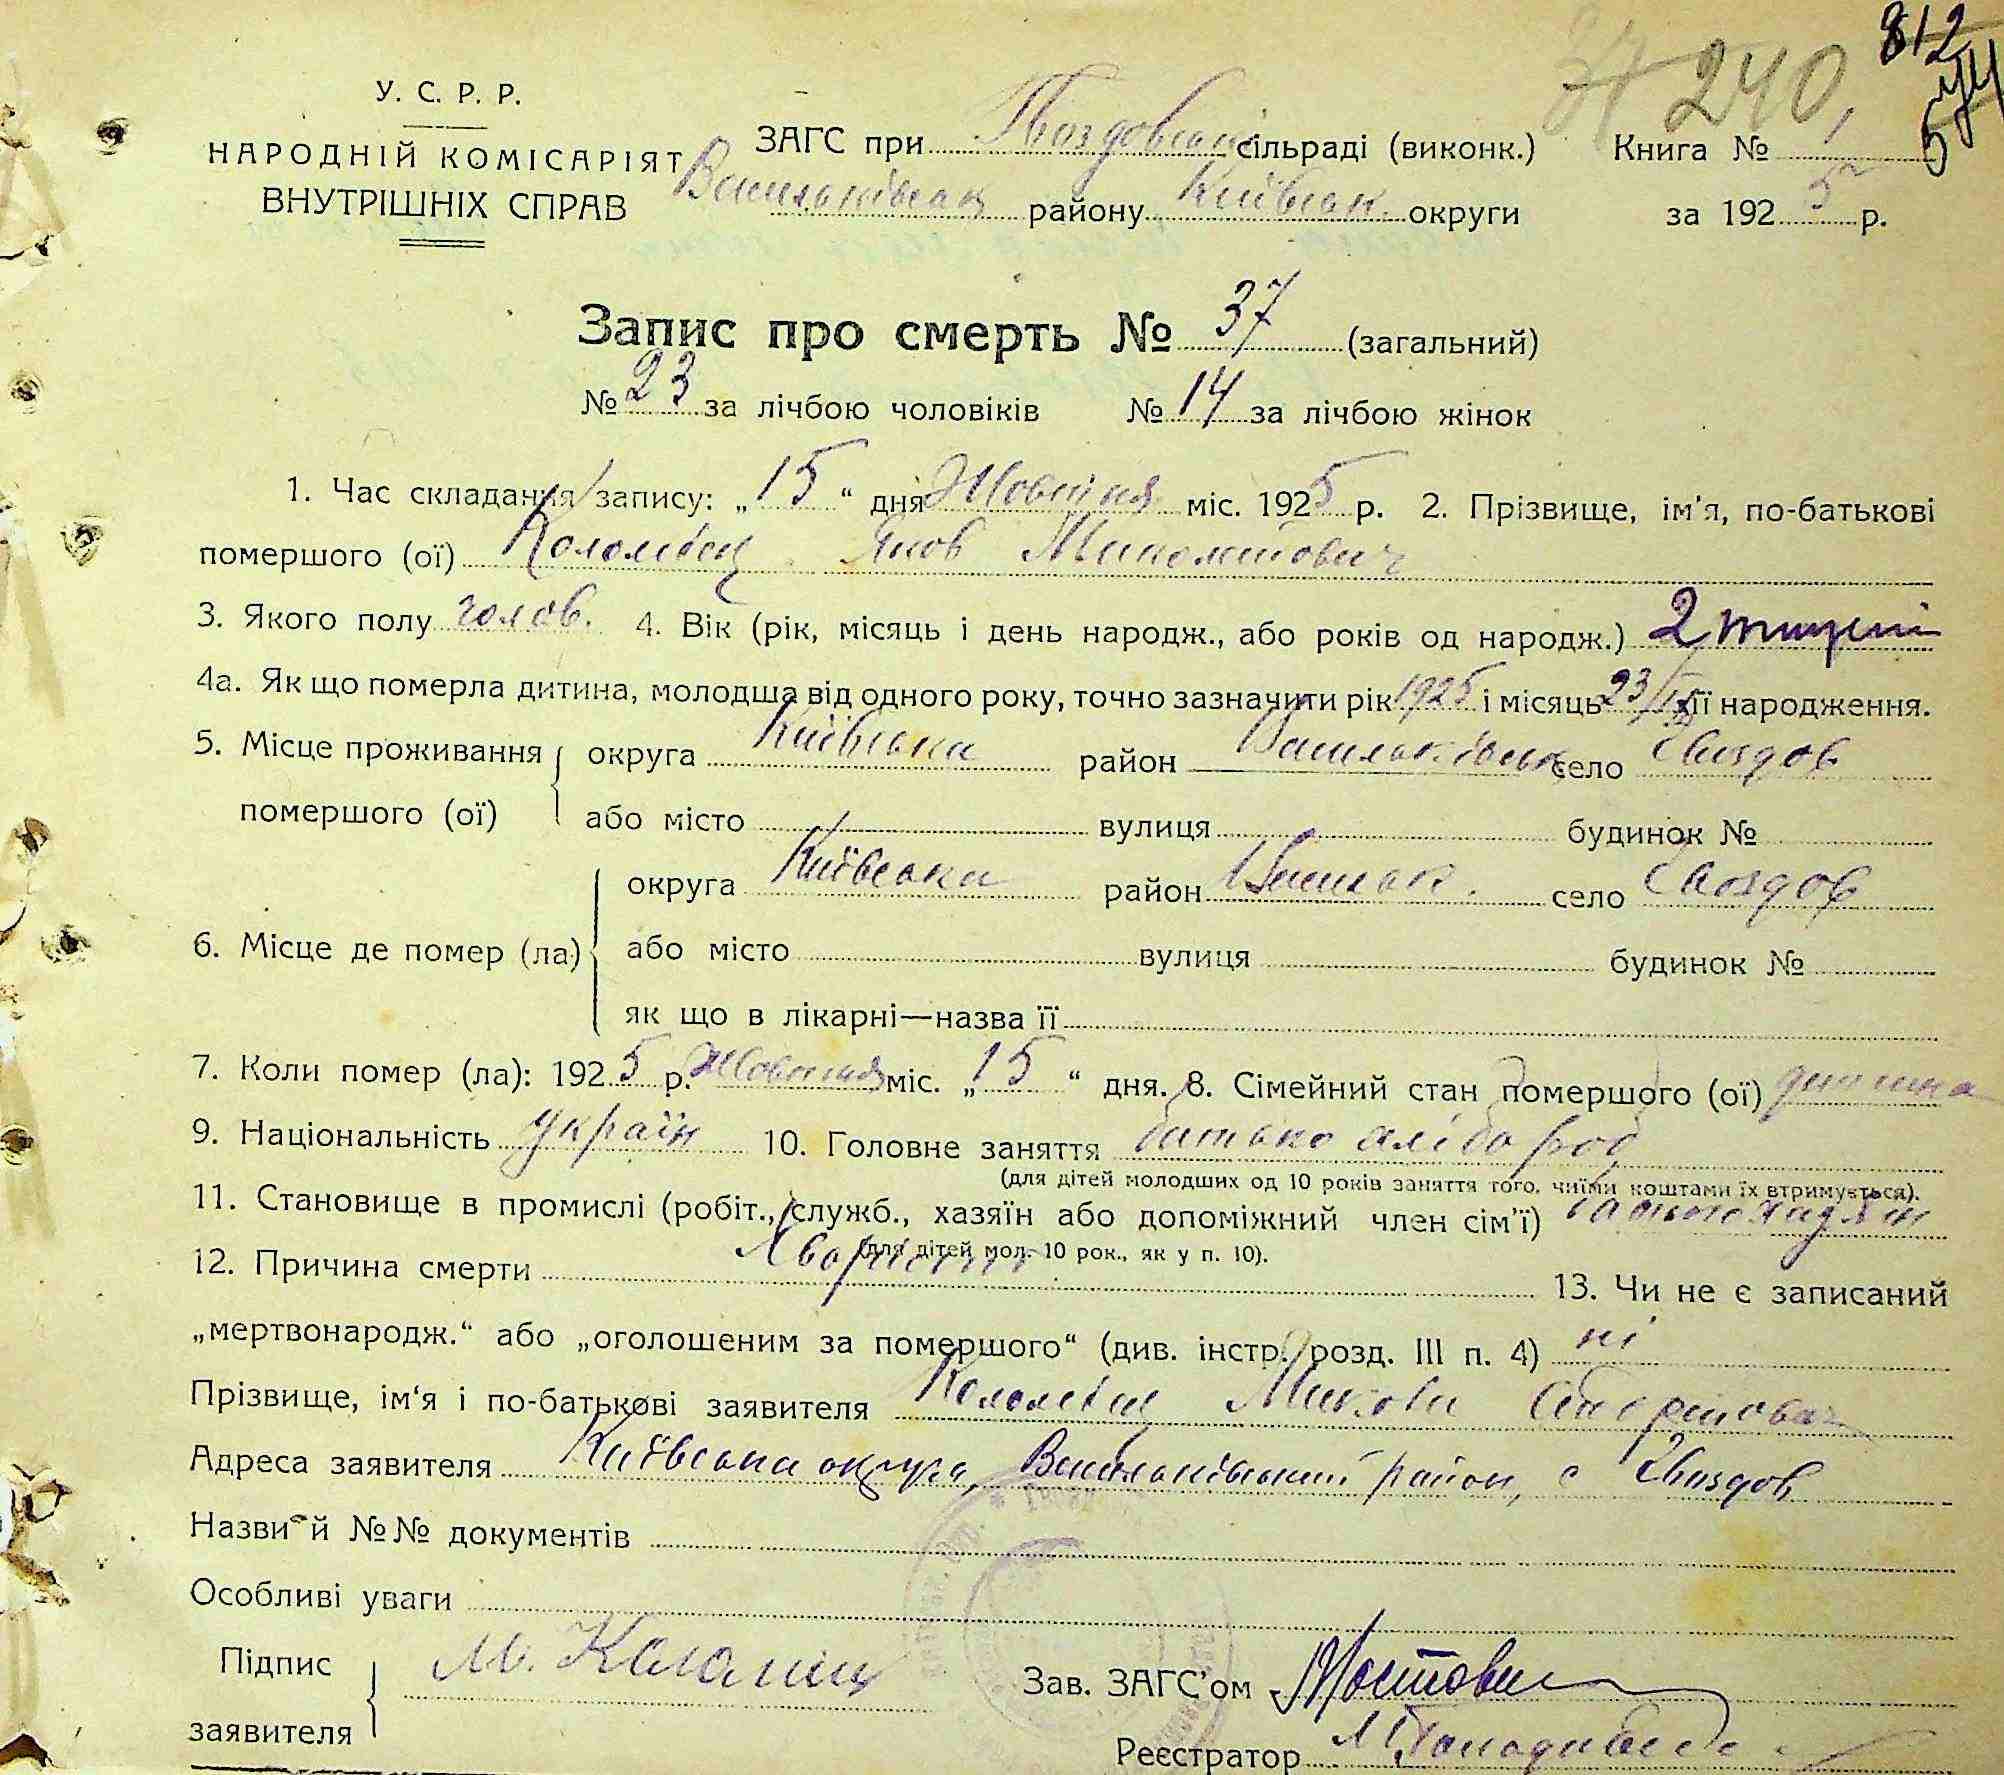 812
240
544
У. С. Р. Р.
НАРОДНІЙ КОМІСАРІЯТ
ВНУТРІШНІХ СПРАВ
ЗАГС при Гвоздовськ сільраді (виконк.)
Васильківськ району Київськ. округи
Книга № 1
за 1925 р.
Запис про смерть № 37 (загальний)
№ 23 за лічбою чоловіків № 14 за лічбою жінок
1. Час складання запису: „15“ дня Жовтня міс. 1925 р. 2. Прізвище, ім'я, по-батькові
помершого (ої) Коломієц Яков
3. Якого полу чолов. 4. Вік (рік, місяць і день народж., або років од народж.) 2 тижні
4а. Як що померла дитина, молодша від одного року, точно зазначити рік 1925 і місяць 23/ її народження.
5. Місце проживання помершого (ої) округа Київська район Васильківськ село Гвоздов
або місто вулиця будинок №
6. Місце де помер (ла) округа Київська район Васильк. село Гвоздов
або місто вулиця будинок №
як що в лікарні—назва її
7. Коли помер (ла): 1925 р. Жовтня міс. „15“ дня. 8. Сімейний стан помершого (ої) дитина
9. Національність україн 10. Головне заняття батько хлібороб
(для дітей молодших од 10 років заняття того, чиїми коштами їх втримується).
11. Становище в промислі (робіт., служб., хазяїн або допоміжний член сім'ї) батько хазяїн
(для дітей мол. 10 рок., як у п. 10).
12. Причина смерти 13. Чи не є записаний
„мертвонародж.“ або „оголошеним за помершого“ (див. інстр. розд. III п. 4) ні
Прізвище, ім'я і по-батькові заявителя Коломієц
Адреса заявителя Київська округа, Васильківський район, с Гвоздов
Назви й №№ документів
Особливі уваги
Підпис заявителя М. Коломиц
Зав. ЗАГС'ом
Реєстратор